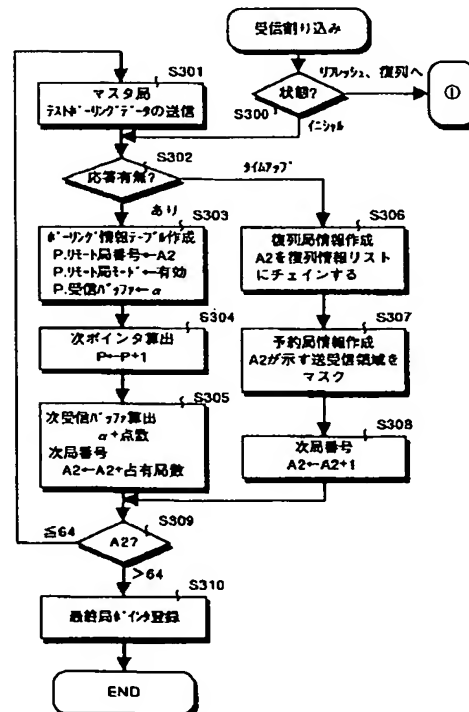 受信割り込み
状態?
S300
リフレッシュ、復列へ
①
イニシャル
S301
マスタ局
テストポーリングデータの送信
S302
応答有無?
タイムアップ
あり
S303
ポーリング情報テーブル作成
P.リモート局番号←A2
P.リモート局モード←有効
P.受信バッファ←α
S304
次ポインタ算出
P←P+1
S305
次受信バッファ算出
α+点数
次局番号
A2←A2+占有局数
S306
復列局情報作成
A2を復列情報リスト
にチェインする
S307
予約局情報作成
A2が示す送受信領域を
マスク
S308
次局番号
A2←A2+1
S309
≦64
A2?
>64
S310
最終局ポインタ登録
END